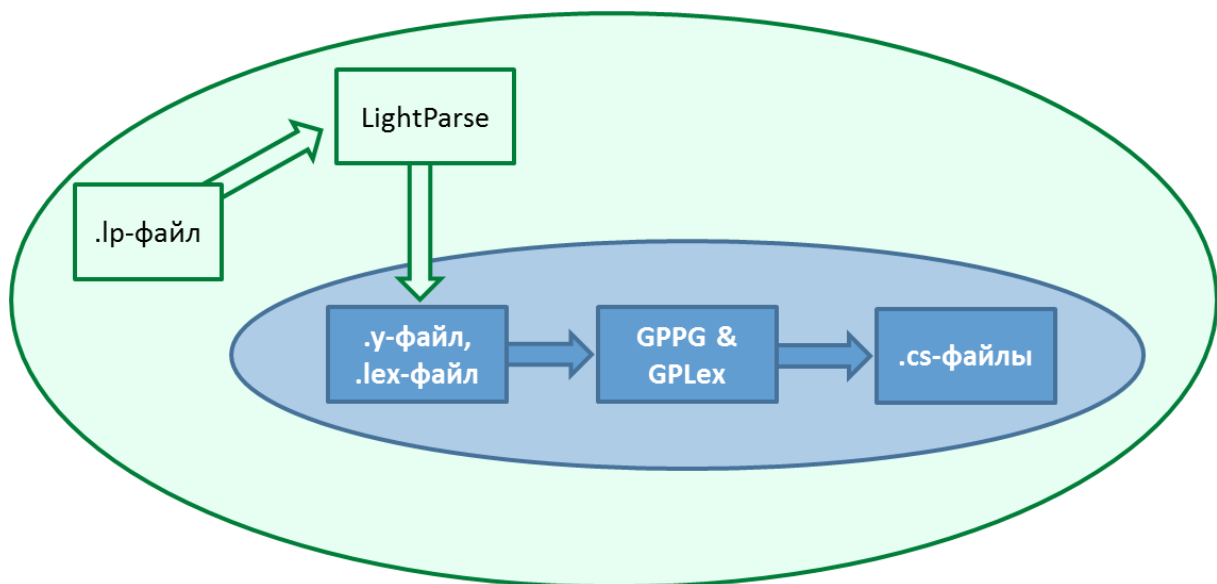 LightParse
.lp-файл
.y-файл,
.lex-файл
GPPG &
GPLex
.cs-файлы